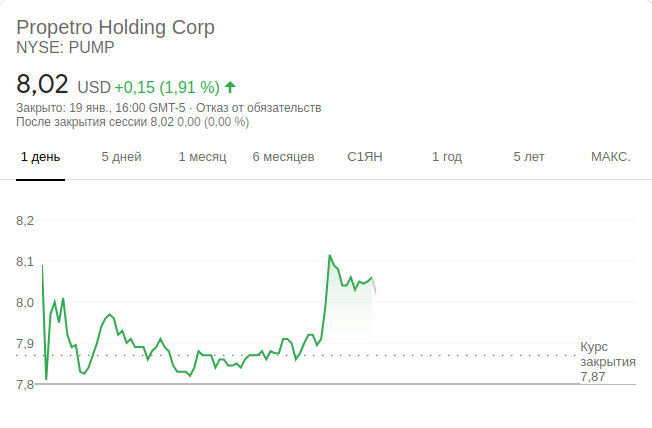 Propetro Holding Corp
NYSE: PUMP
8,02 USD +0,15 (1,91 %)
Закрыто: 19 янв., 16:00 GMT-5 · Отказ от обязательств
После закрытия сессии 8,02 0,00 (0,00 %)
1 день 5 дней 1 месяц 6 месяцев С1ЯН 1 год 5 лет МАКС.
8,2
8,1
8,0
7,9
7,8
Курс
закрытия
7,87